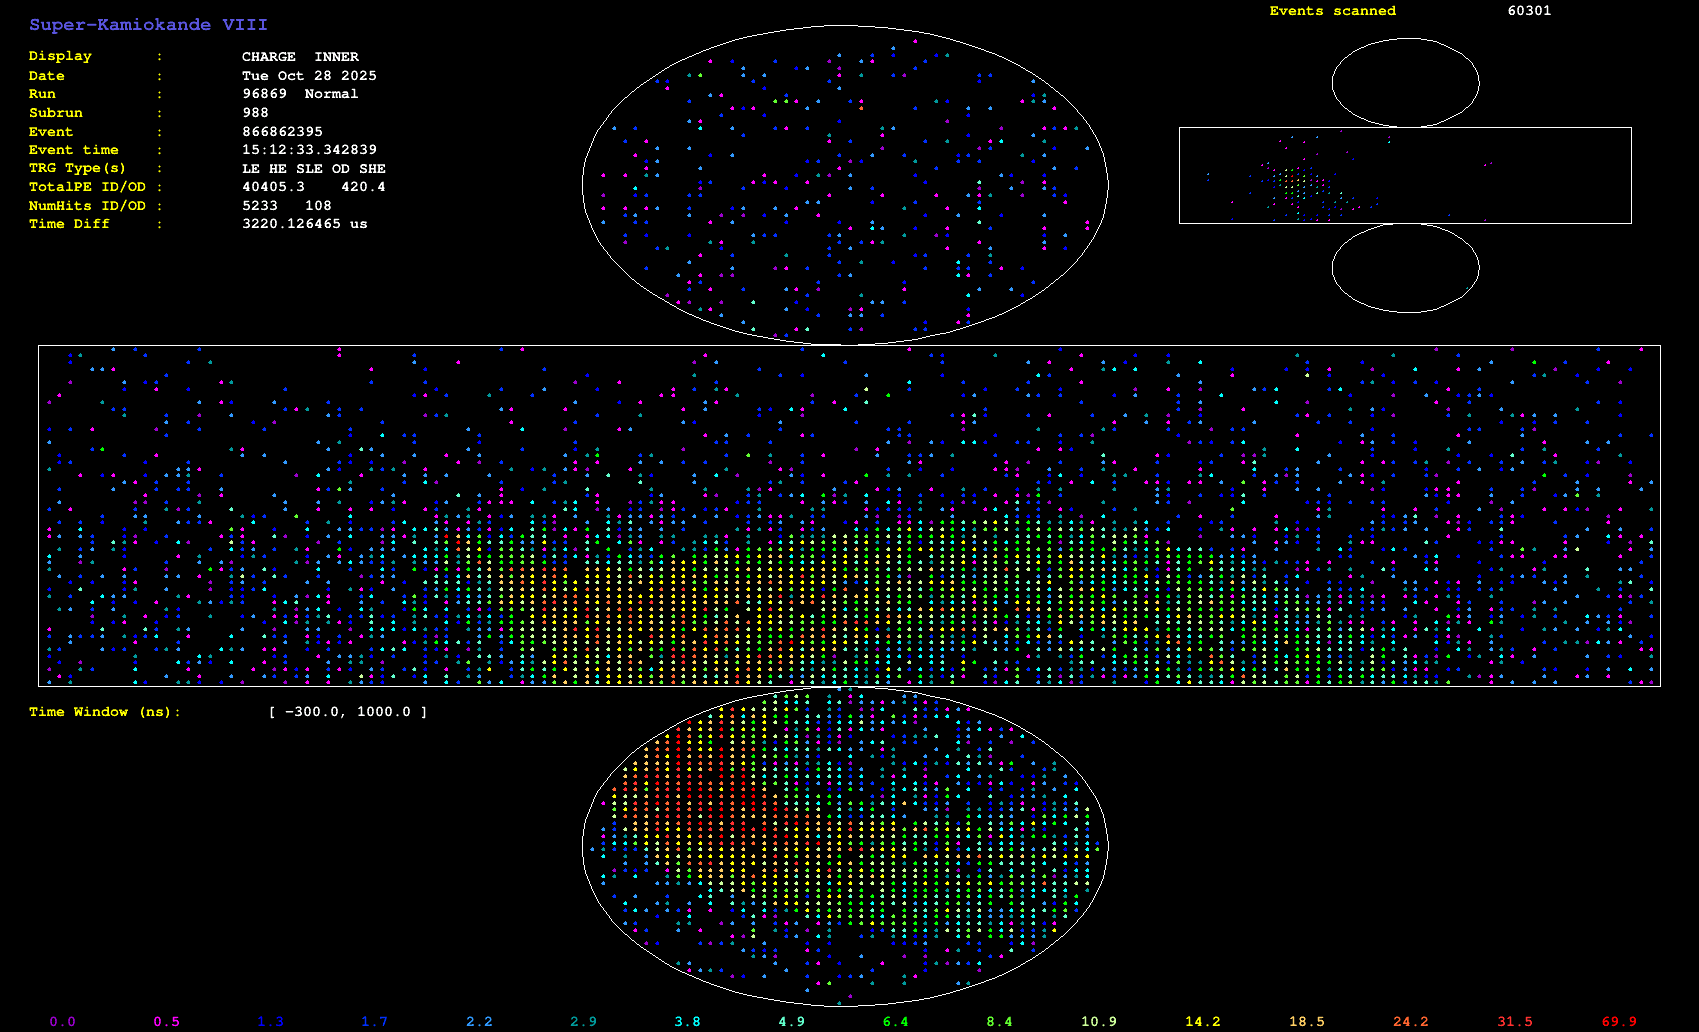 Super-Kamiokande VIII
Events scanned 60301
Display : CHARGE INNER
Date : Tue Oct 28 2025
Run : 96869 Normal
Subrun : 988
Event : 866862395
Event time : 15:12:33.342839
TRG Type(s) : LE HE SLE OD SHE
TotalPE ID/OD : 40405.3 420.4
NumHits ID/OD : 5233 108
Time Diff : 3220.126465 us
Time Window (ns): [ -300.0, 1000.0 ]
0.0 0.5 1.3 1.7 2.2 2.9 3.8 4.9 6.4 8.4 10.9 14.2 18.5 24.2 31.5 69.9